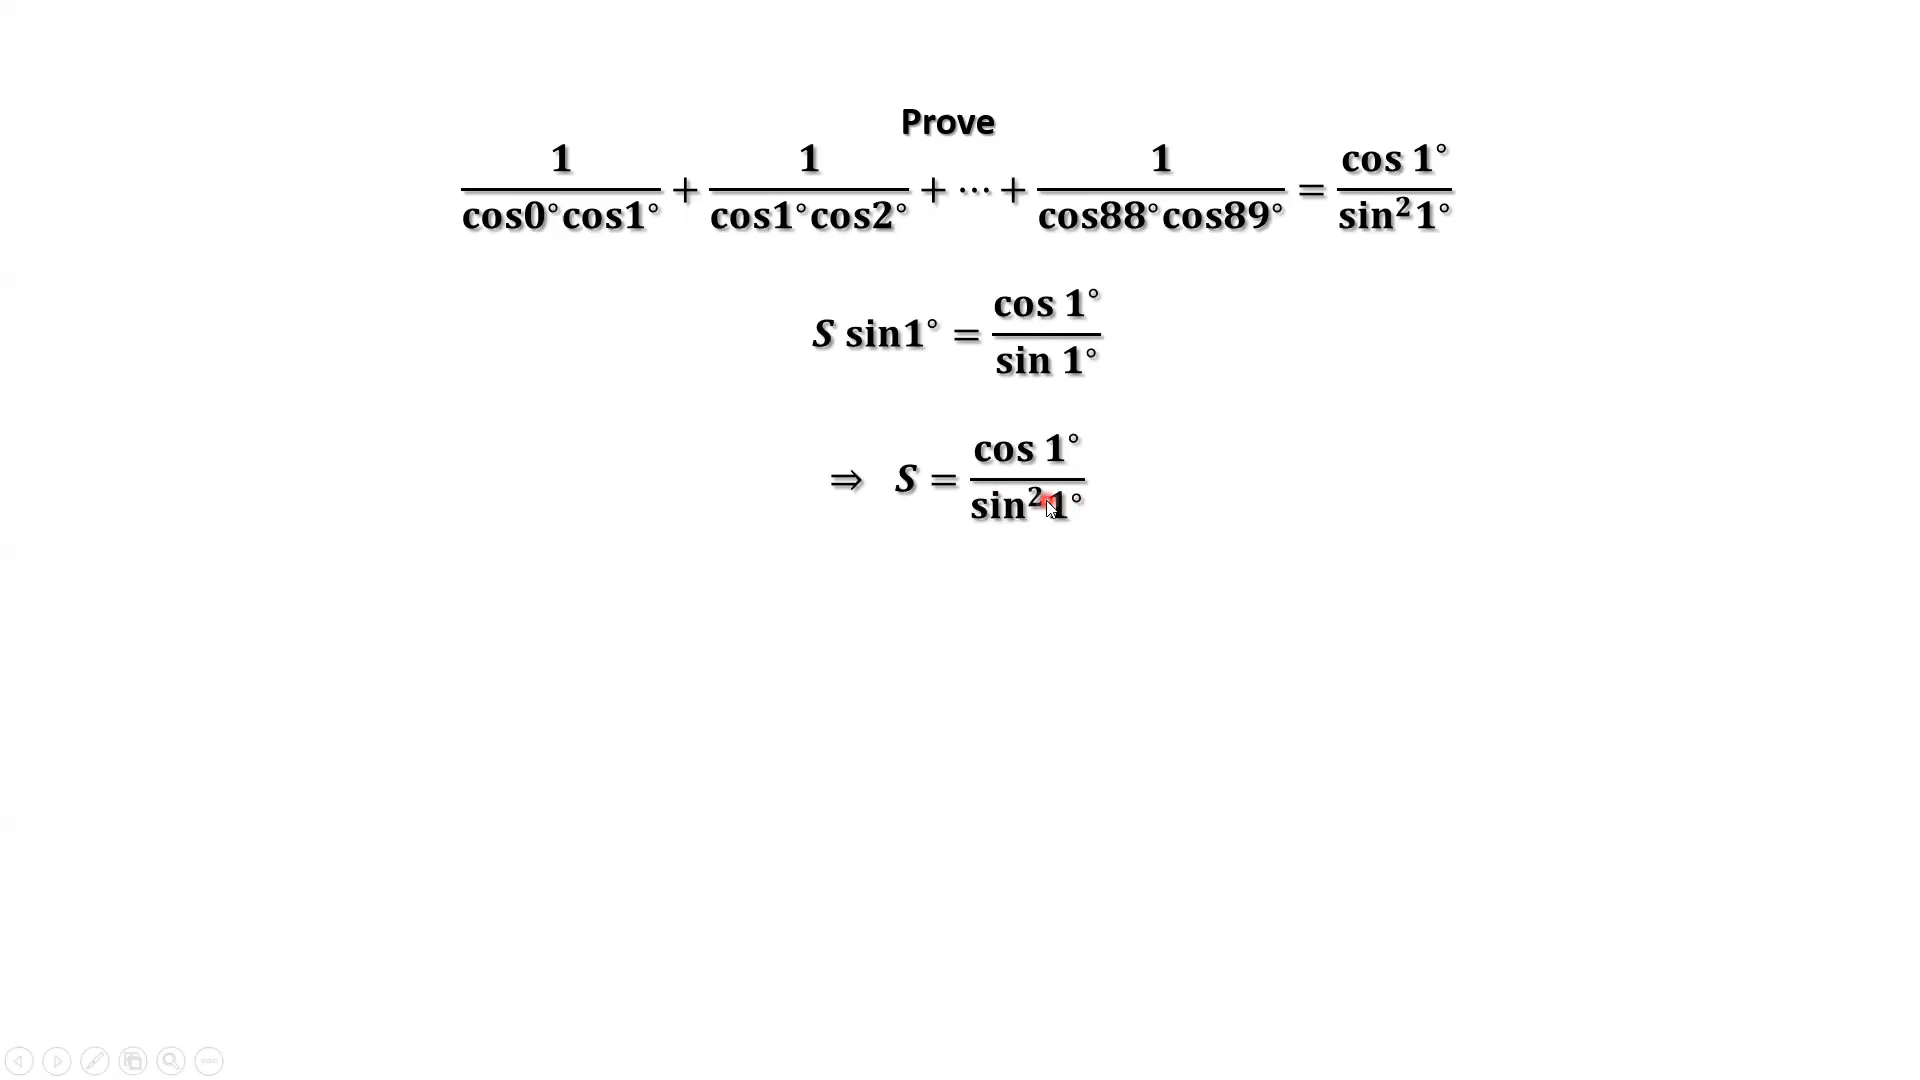 Prove
1/(cos0°cos1°) + 1/(cos1°cos2°) + ⋯ + 1/(cos88°cos89°) = cos 1°/sin²1°
S sin1° = cos 1°/sin 1°
⇒ S = cos 1°/sin²1°